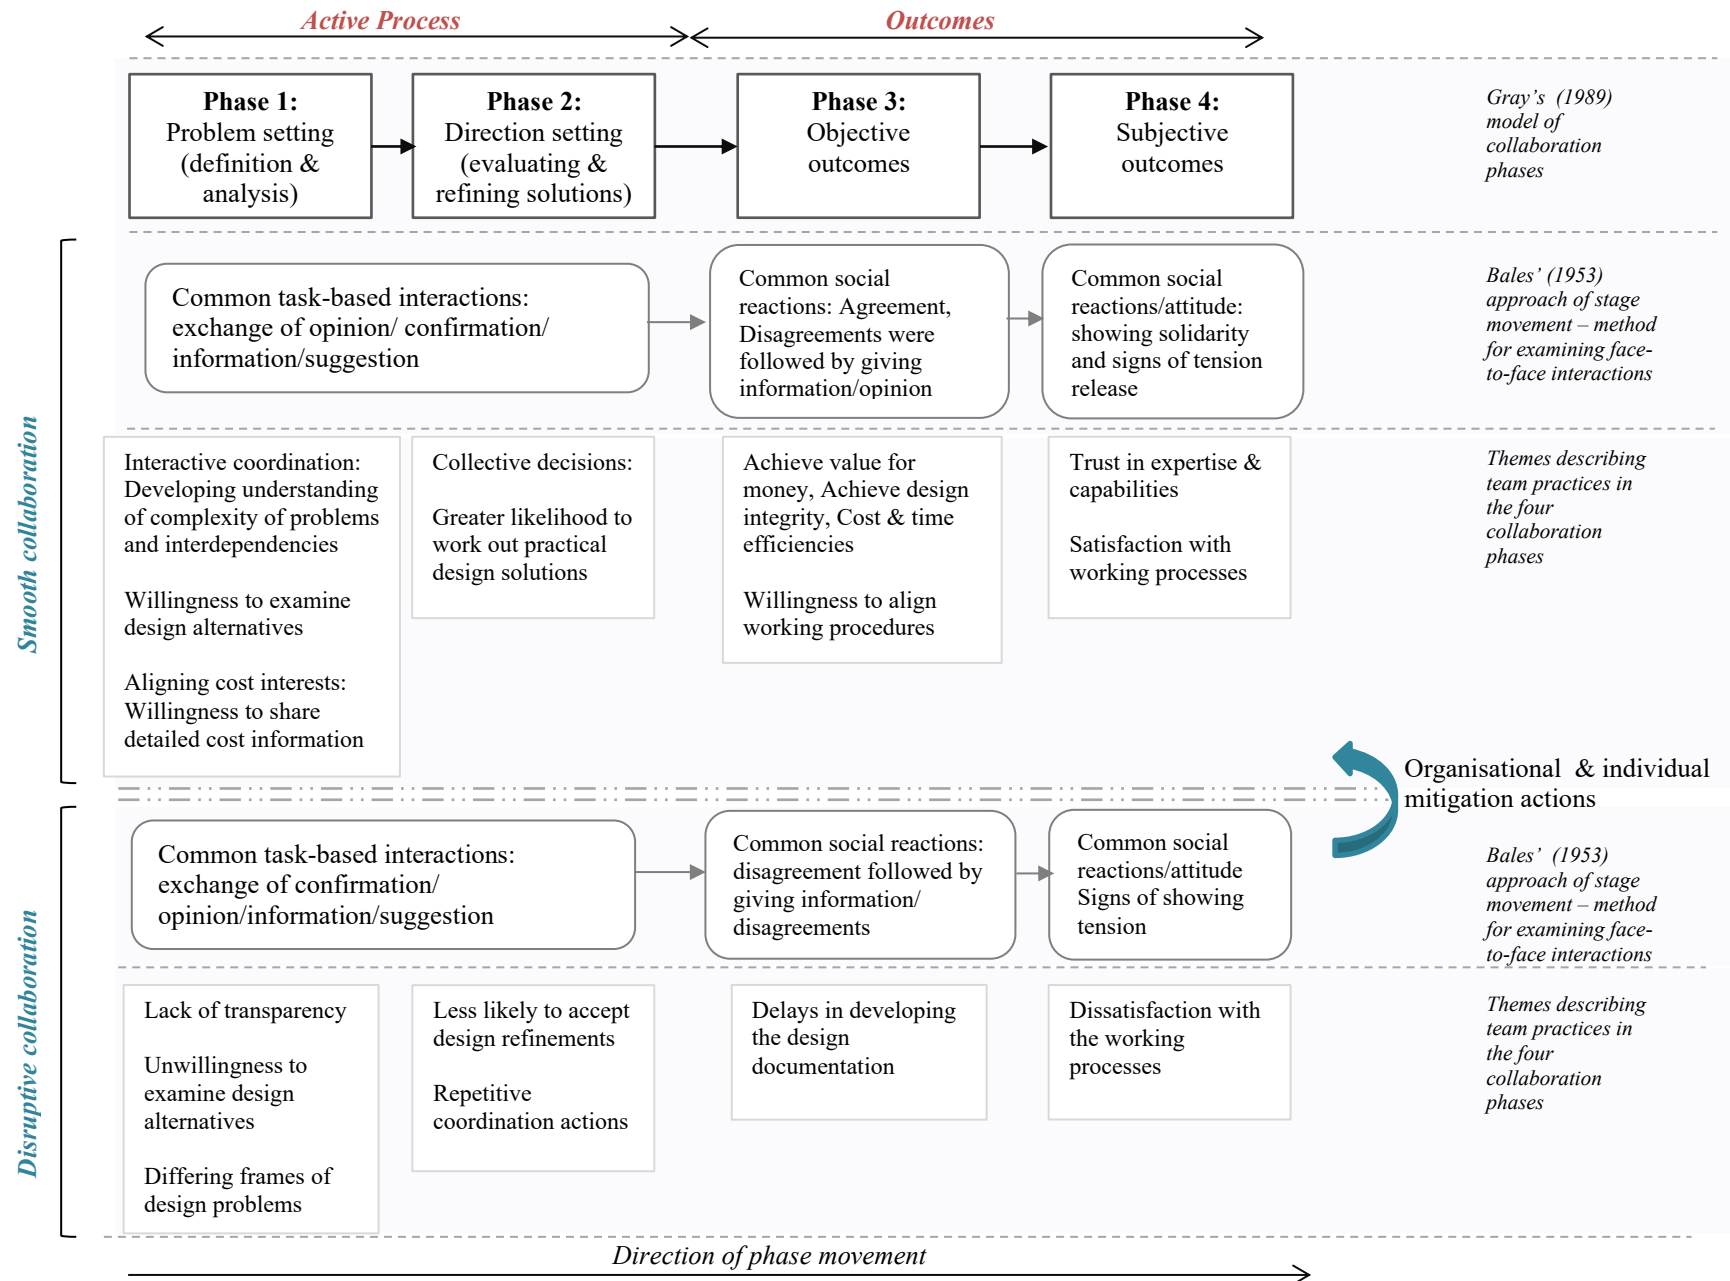 Active Process
Outcomes
Phase 1:
Problem setting
(definition &
analysis)
Phase 2:
Direction setting
(evaluating &
refining solutions)
Phase 3:
Objective
outcomes
Phase 4:
Subjective
outcomes
Gray’s (1989)
model of
collaboration
phases
Smooth collaboration
Common task-based interactions:
exchange of opinion/ confirmation/
information/suggestion
Common social
reactions: Agreement,
Disagreements were
followed by giving
information/opinion
Common social
reactions/attitude:
showing solidarity
and signs of tension
release
Bales’ (1953)
approach of stage
movement – method
for examining face-
to-face interactions
Interactive coordination:
Developing understanding
of complexity of problems
and interdependencies
Willingness to examine
design alternatives
Aligning cost interests:
Willingness to share
detailed cost information
Collective decisions:
Greater likelihood to
work out practical
design solutions
Achieve value for
money, Achieve design
integrity, Cost & time
efficiencies
Willingness to align
working procedures
Trust in expertise &
capabilities
Satisfaction with
working processes
Themes describing
team practices in
the four
collaboration
phases
Organisational & individual
mitigation actions
Disruptive collaboration
Common task-based interactions:
exchange of confirmation/
opinion/information/suggestion
Common social reactions:
disagreement followed by
giving information/
disagreements
Common social
reactions/attitude
Signs of showing
tension
Bales’ (1953)
approach of stage
movement – method
for examining face-
to-face interactions
Lack of transparency
Unwillingness to
examine design
alternatives
Differing frames of
design problems
Less likely to accept
design refinements
Repetitive
coordination actions
Delays in developing
the design
documentation
Dissatisfaction with
the working
processes
Themes describing
team practices in
the four
collaboration
phases
Direction of phase movement